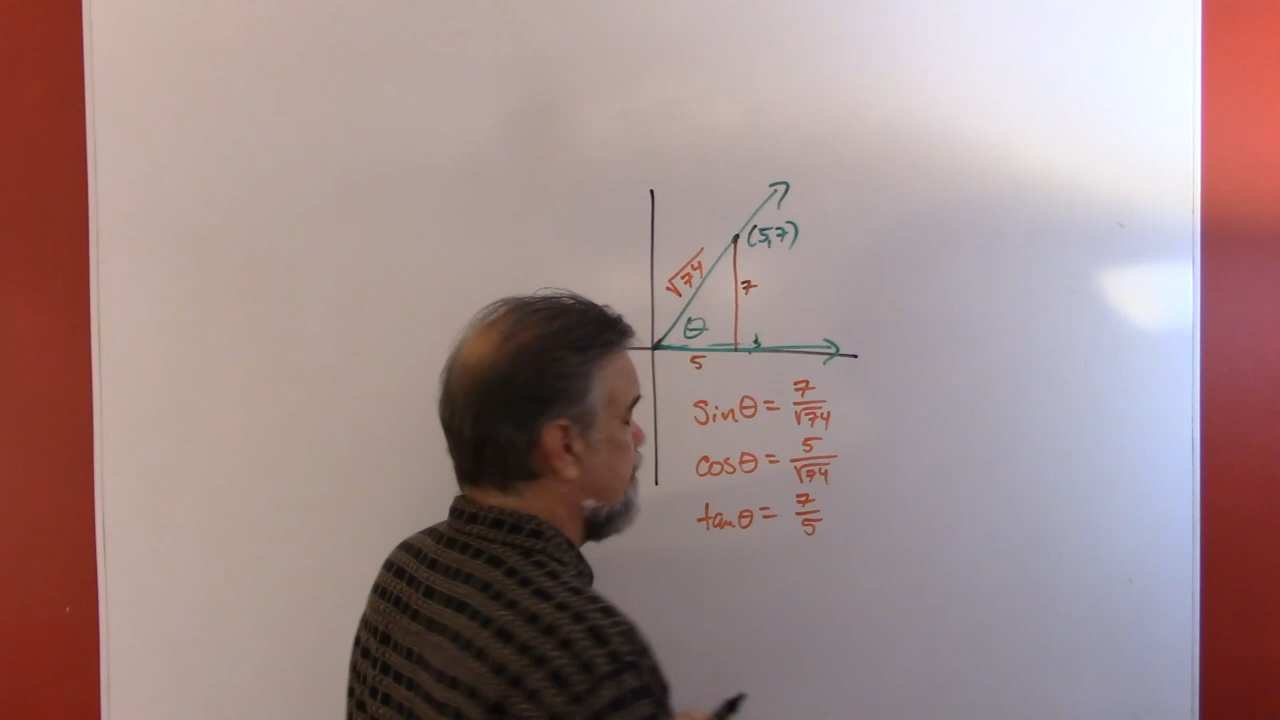 (5,7)
√74
7
θ
5
sinθ = 7/√74
cosθ = 5/√74
tanθ = 7/5